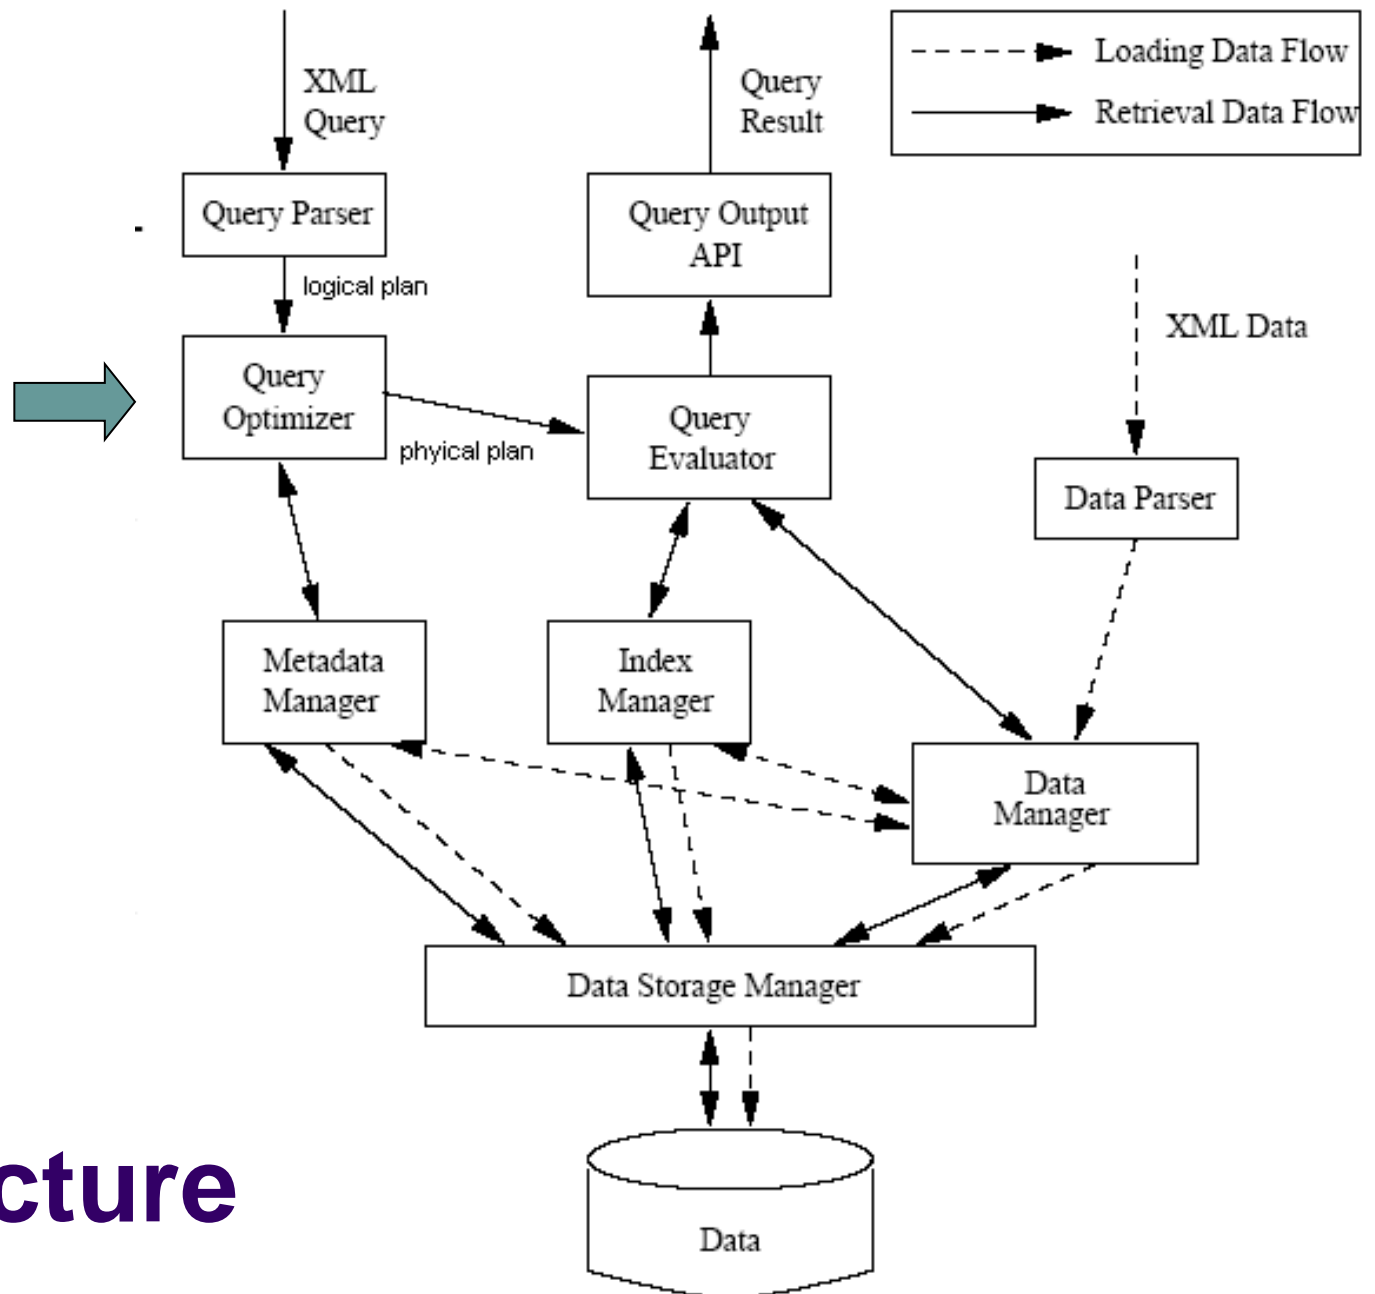 XML
Query
Query
Result
Loading Data Flow
Retrieval Data Flow
Query Parser
Query Output
API
logical plan
XML Data
Query
Optimizer
phyical plan
Query
Evaluator
Data Parser
Metadata
Manager
Index
Manager
Data
Manager
Data Storage Manager
Data
cture